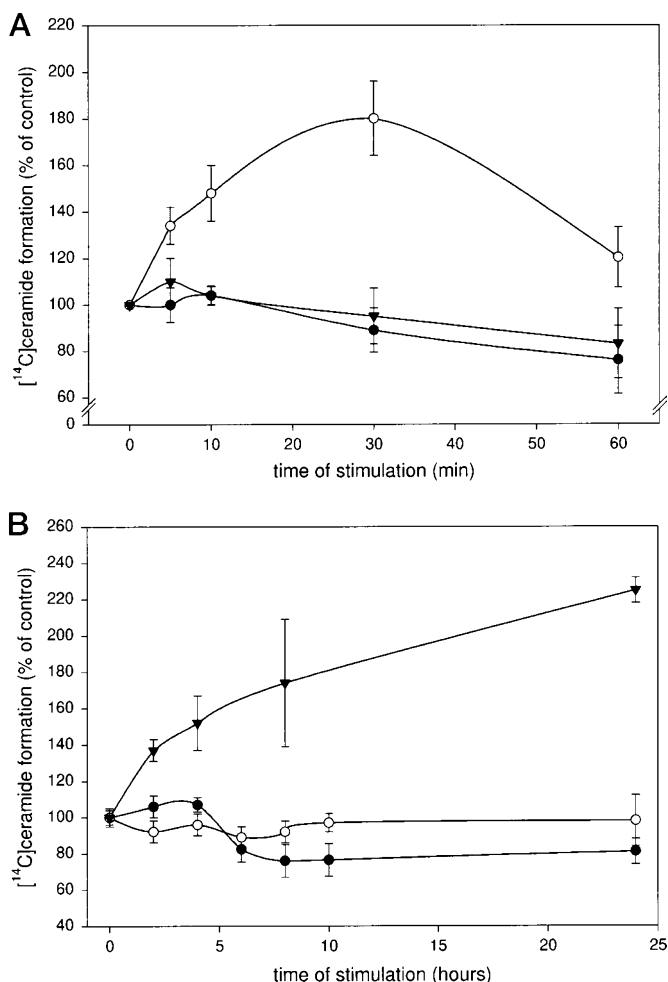 A
220
200
180
160
140
120
100
80
60
0
[¹⁴C]ceramide formation (% of control)
0 10 20 30 40 50 60
time of stimulation (min)
B
260
240
220
200
180
160
140
120
100
80
60
40
[¹⁴C]ceramide formation (% of control)
0 5 10 15 20 25
time of stimulation (hours)